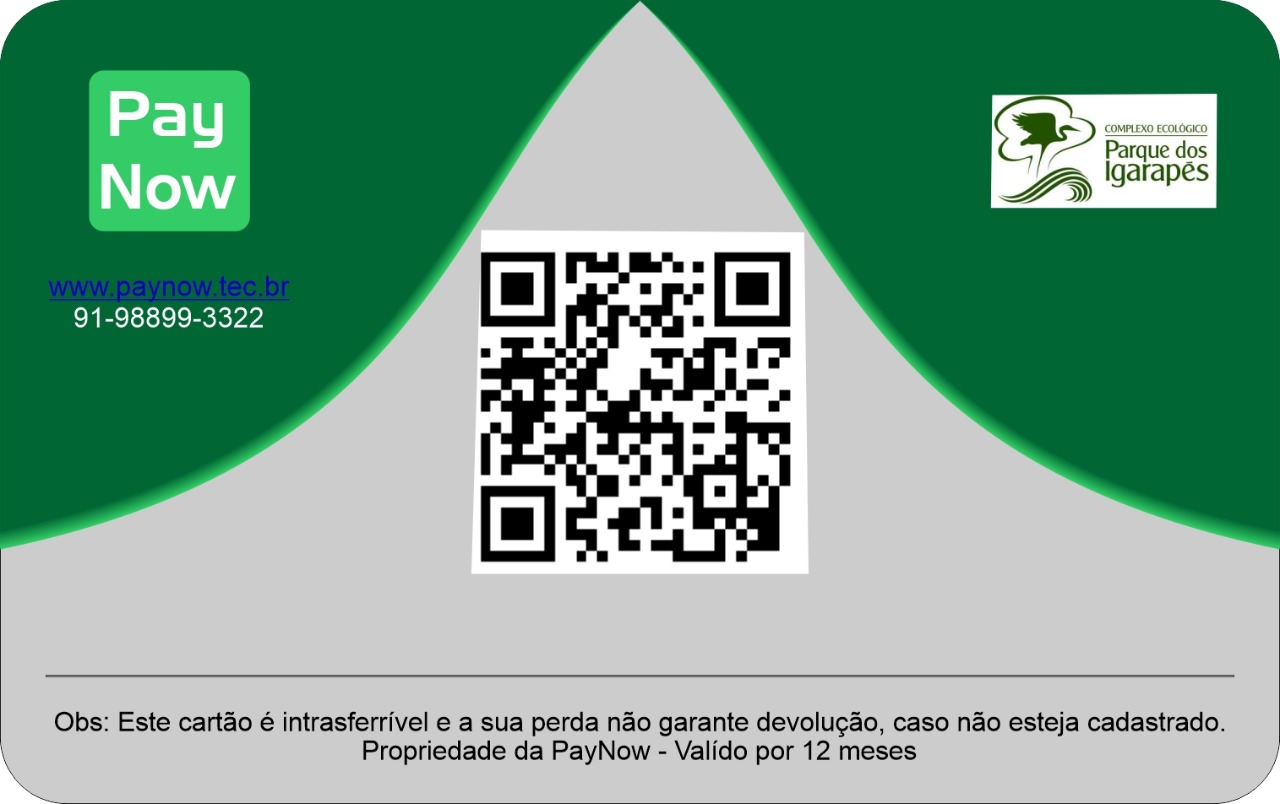 Pay
Now
www.paynow.tec.br
91-98899-3322
COMPLEXO ECOLÓGICO
Parque dos
Igarapés
Obs: Este cartão é intrasferrível e a sua perda não garante devolução, caso não esteja cadastrado.
Propriedade da PayNow - Valído por 12 meses